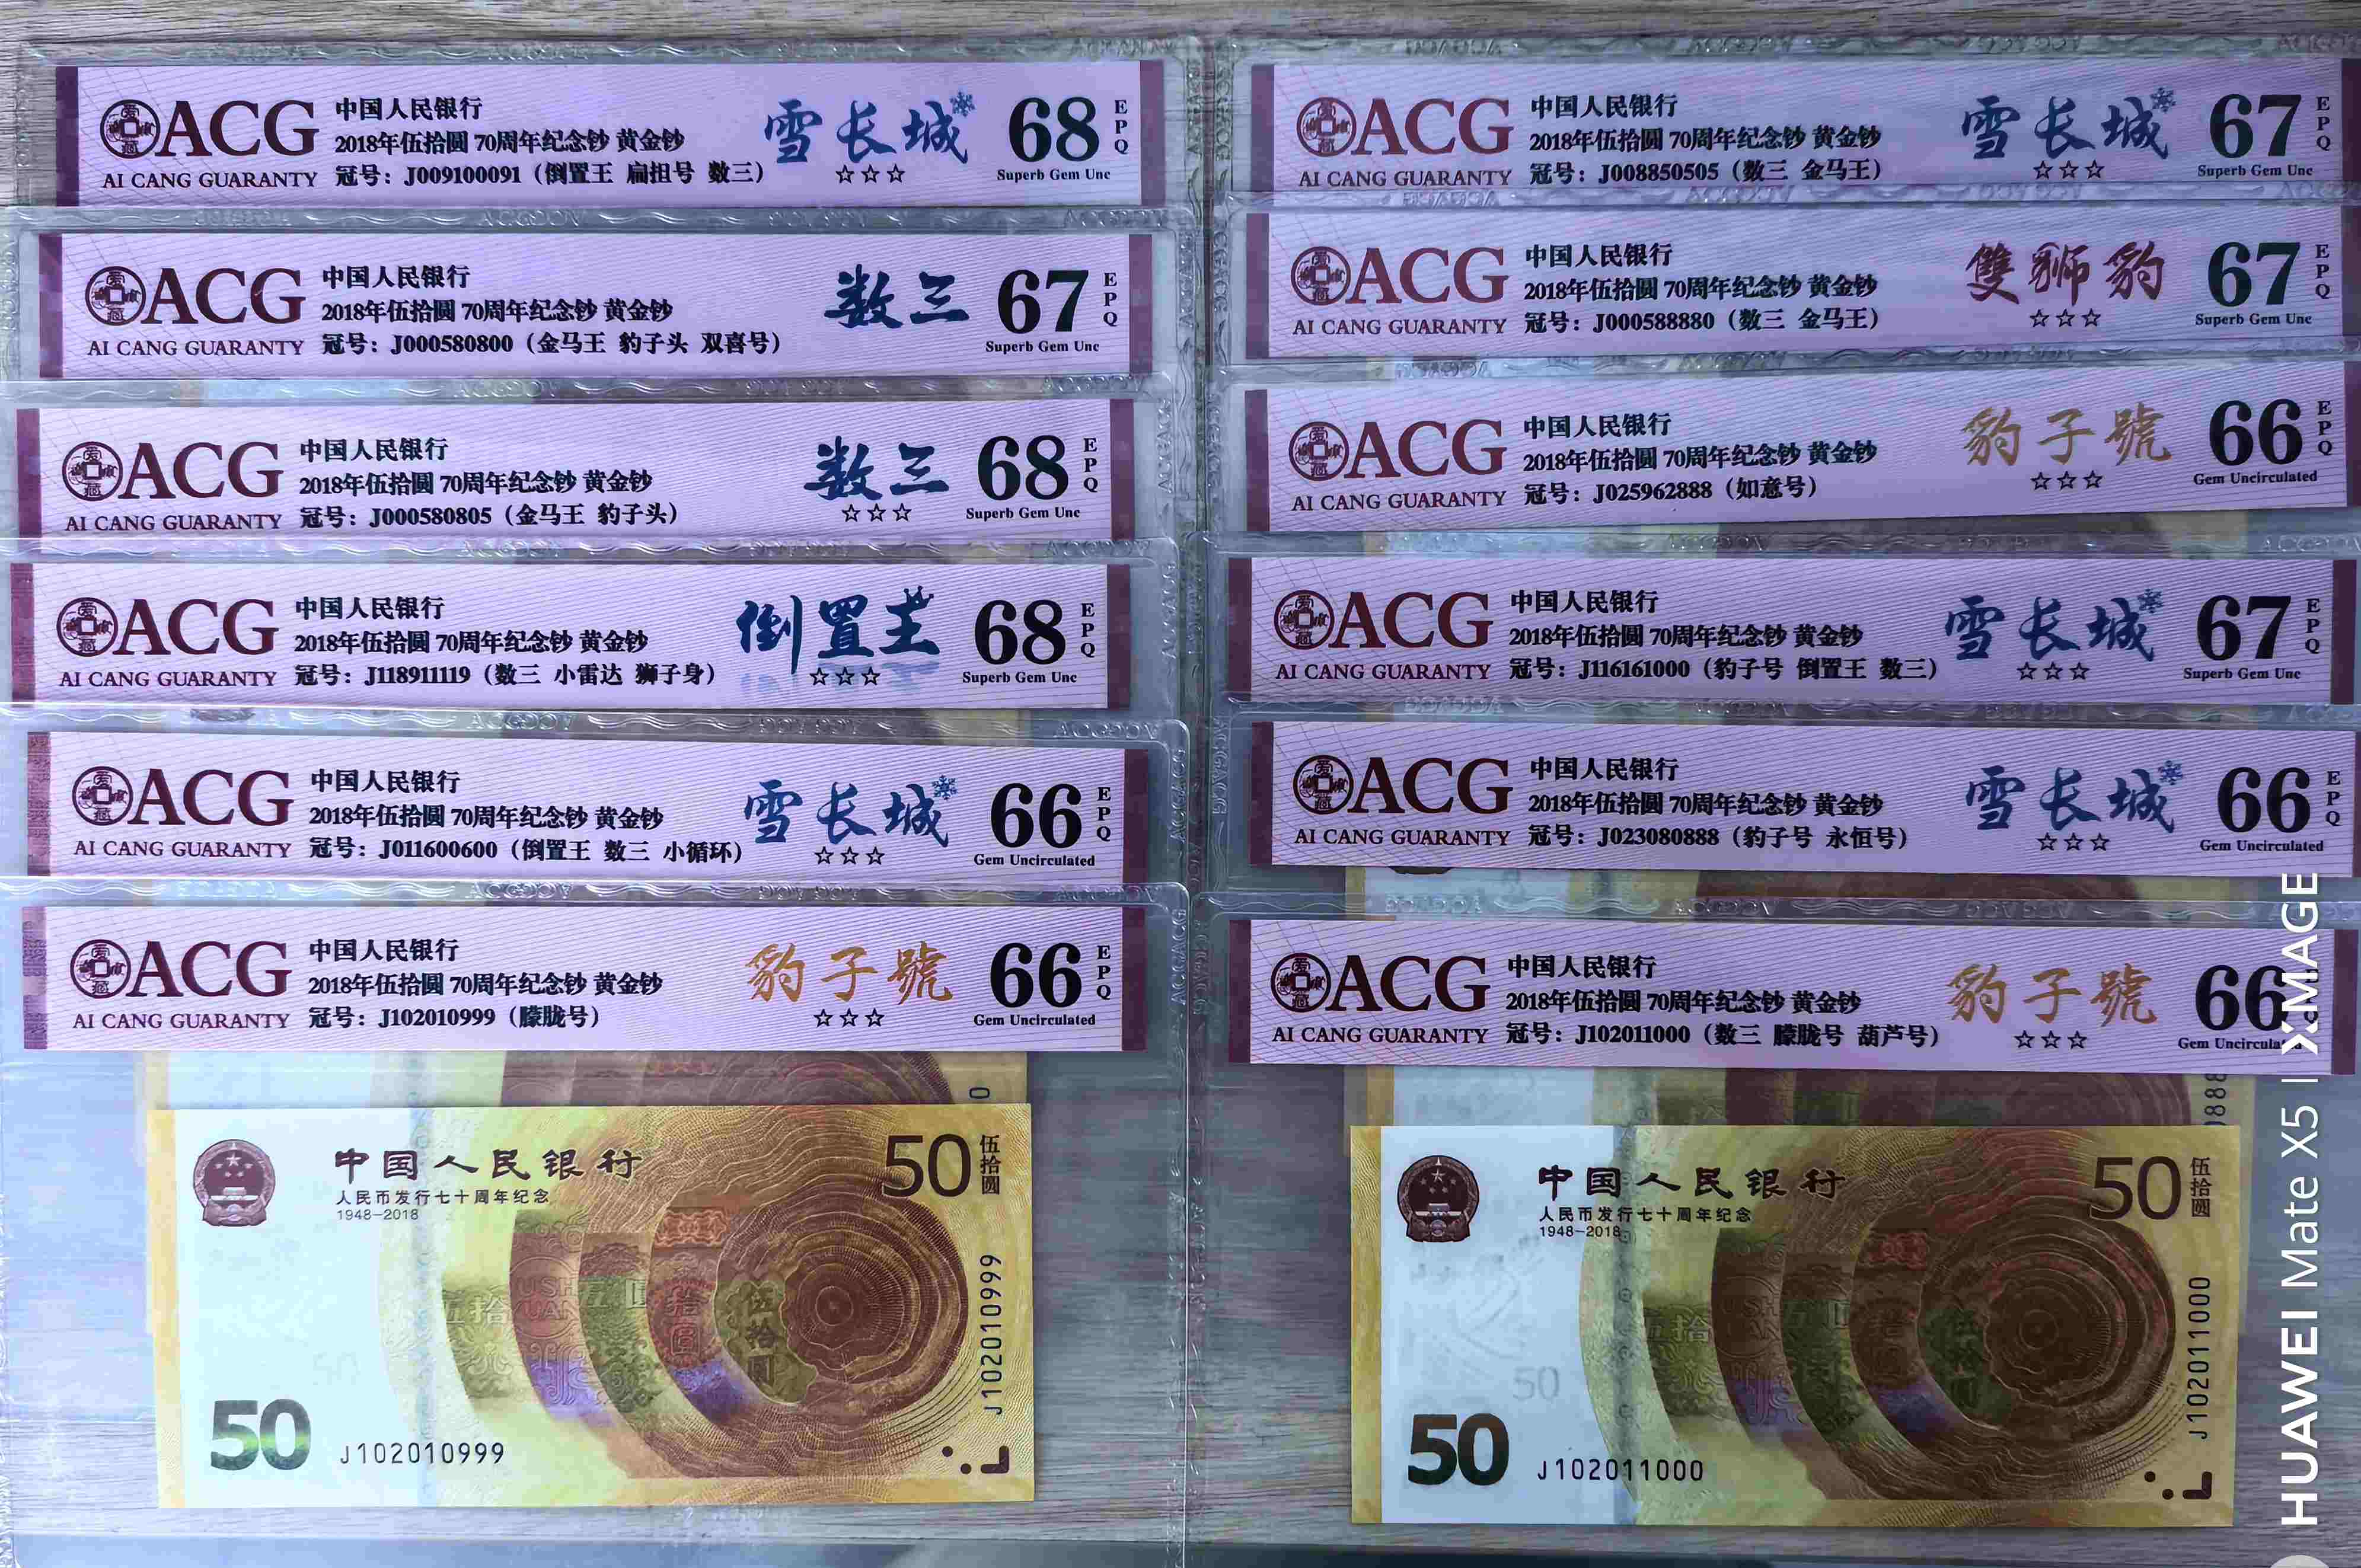 ACG
AI CANG GUARANTY
中国人民银行
2018年伍拾圆 70周年纪念钞 黄金钞
冠号：J009100091（倒置王 扁担号 数三）
雪长城
☆☆☆
68
EPQ
Superb Gem Unc
ACG
AI CANG GUARANTY
中国人民银行
2018年伍拾圆 70周年纪念钞 黄金钞
冠号：J000580800（金马王 豹子头 双喜号）
数三
67
EPQ
Superb Gem Unc
ACG
AI CANG GUARANTY
中国人民银行
2018年伍拾圆 70周年纪念钞 黄金钞
冠号：J000580805（金马王 豹子头）
数三
☆☆☆
68
EPQ
Superb Gem Unc
ACG
AI CANG GUARANTY
中国人民银行
2018年伍拾圆 70周年纪念钞 黄金钞
冠号：J118911119（数三 小雷达 狮子身）
倒置王
☆☆☆
68
EPQ
Superb Gem Unc
ACG
AI CANG GUARANTY
中国人民银行
2018年伍拾圆 70周年纪念钞 黄金钞
冠号：J011600600（倒置王 数三 小循环）
雪长城
☆☆☆
66
EPQ
Gem Uncirculated
ACG
AI CANG GUARANTY
中国人民银行
2018年伍拾圆 70周年纪念钞 黄金钞
冠号：J102010999（朦胧号）
豹子號
☆☆☆
66
EPQ
Gem Uncirculated
中国人民银行
人民币发行七十周年纪念
1948-2018
50
伍拾圆
J102010999
伍拾圆
50
J102010999
ACG
AI CANG GUARANTY
中国人民银行
2018年伍拾圆 70周年纪念钞 黄金钞
冠号：J008850505（数三 金马王）
雪长城
☆☆☆
67
EPQ
Superb Gem Unc
ACG
AI CANG GUARANTY
中国人民银行
2018年伍拾圆 70周年纪念钞 黄金钞
冠号：J000588880（数三 金马王）
雙狮豹
☆☆☆
67
EPQ
Superb Gem Unc
ACG
AI CANG GUARANTY
中国人民银行
2018年伍拾圆 70周年纪念钞 黄金钞
冠号：J025962888（如意号）
豹子號
☆☆☆
66
EPQ
Gem Uncirculated
ACG
AI CANG GUARANTY
中国人民银行
2018年伍拾圆 70周年纪念钞 黄金钞
冠号：J116161000（豹子号 倒置王 数三）
雪长城
☆☆☆
67
EPQ
Superb Gem Unc
ACG
AI CANG GUARANTY
中国人民银行
2018年伍拾圆 70周年纪念钞 黄金钞
冠号：J023080888（豹子号 永恒号）
雪长城
☆☆☆
66
EPQ
Gem Uncirculated
ACG
AI CANG GUARANTY
中国人民银行
2018年伍拾圆 70周年纪念钞 黄金钞
冠号：J102011000（数三 朦胧号 葫芦号）
豹子號
☆☆☆
66
Gem
中国人民银行
人民币发行七十周年纪念
1948-2018
50
伍拾圆
J102011000
50
50
J102011000
HUAWEI Mate X5 | XMAGE